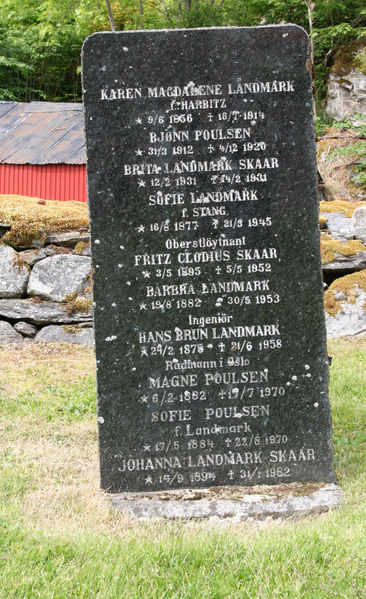 KAREN MAGDALENE LANDMARK
f. HARBITZ
★ 9/6 1856 ✝ 16/7 1914
BJØNN POULSEN
★ 31/3 1912 ✝ 4/12 1920
BRITA LANDMARK SKAAR
★ 12/2 1931 ✝ 14/2 1931
SOFIE LANDMARK
f. STANG
★ 16/8 1877 ✝ 21/3 1945
Oberstløytnant
FRITZ CLODIUS SKAAR
★ 3/5 1895 ✝ 5/5 1952
BARBRA LANDMARK
★ 19/8 1882 ✝ 30/5 1953
Ingeniør
HANS BRUN LANDMARK
★ 24/2 1875 ✝ 21/6 1958
Rådmann i Oslo
MAGNE POULSEN
★ 6/2 1882 ✝ 17/7 1970
SOFIE POULSEN
f. Landmark
★ 17/5 1884 ✝ 22/8 1970
JOHANNA LANDMARK SKAAR
★ 15/9 1894 ✝ 31/1 1982